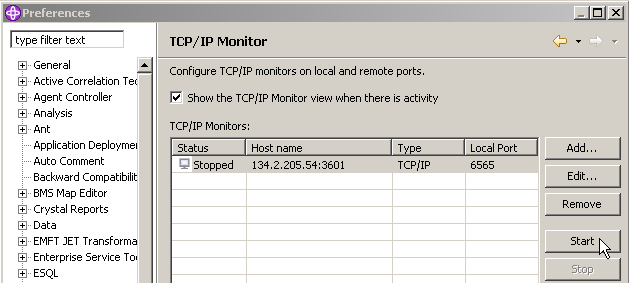 Preferences
type filter text
General
Active Correlation Tec
Agent Controller
Analysis
Ant
Application Deploymer
Auto Comment
Backward Compatibilit
BMS Map Editor
Crystal Reports
Data
EMFT JET Transforma
Enterprise Service Too
ESQL
TCP/IP Monitor
Configure TCP/IP monitors on local and remote ports.
Show the TCP/IP Monitor view when there is activity
TCP/IP Monitors:
Status Host name Type Local Port
Stopped 134.2.205.54:3601 TCP/IP 6565
Add...
Edit...
Remove
Start
Stop